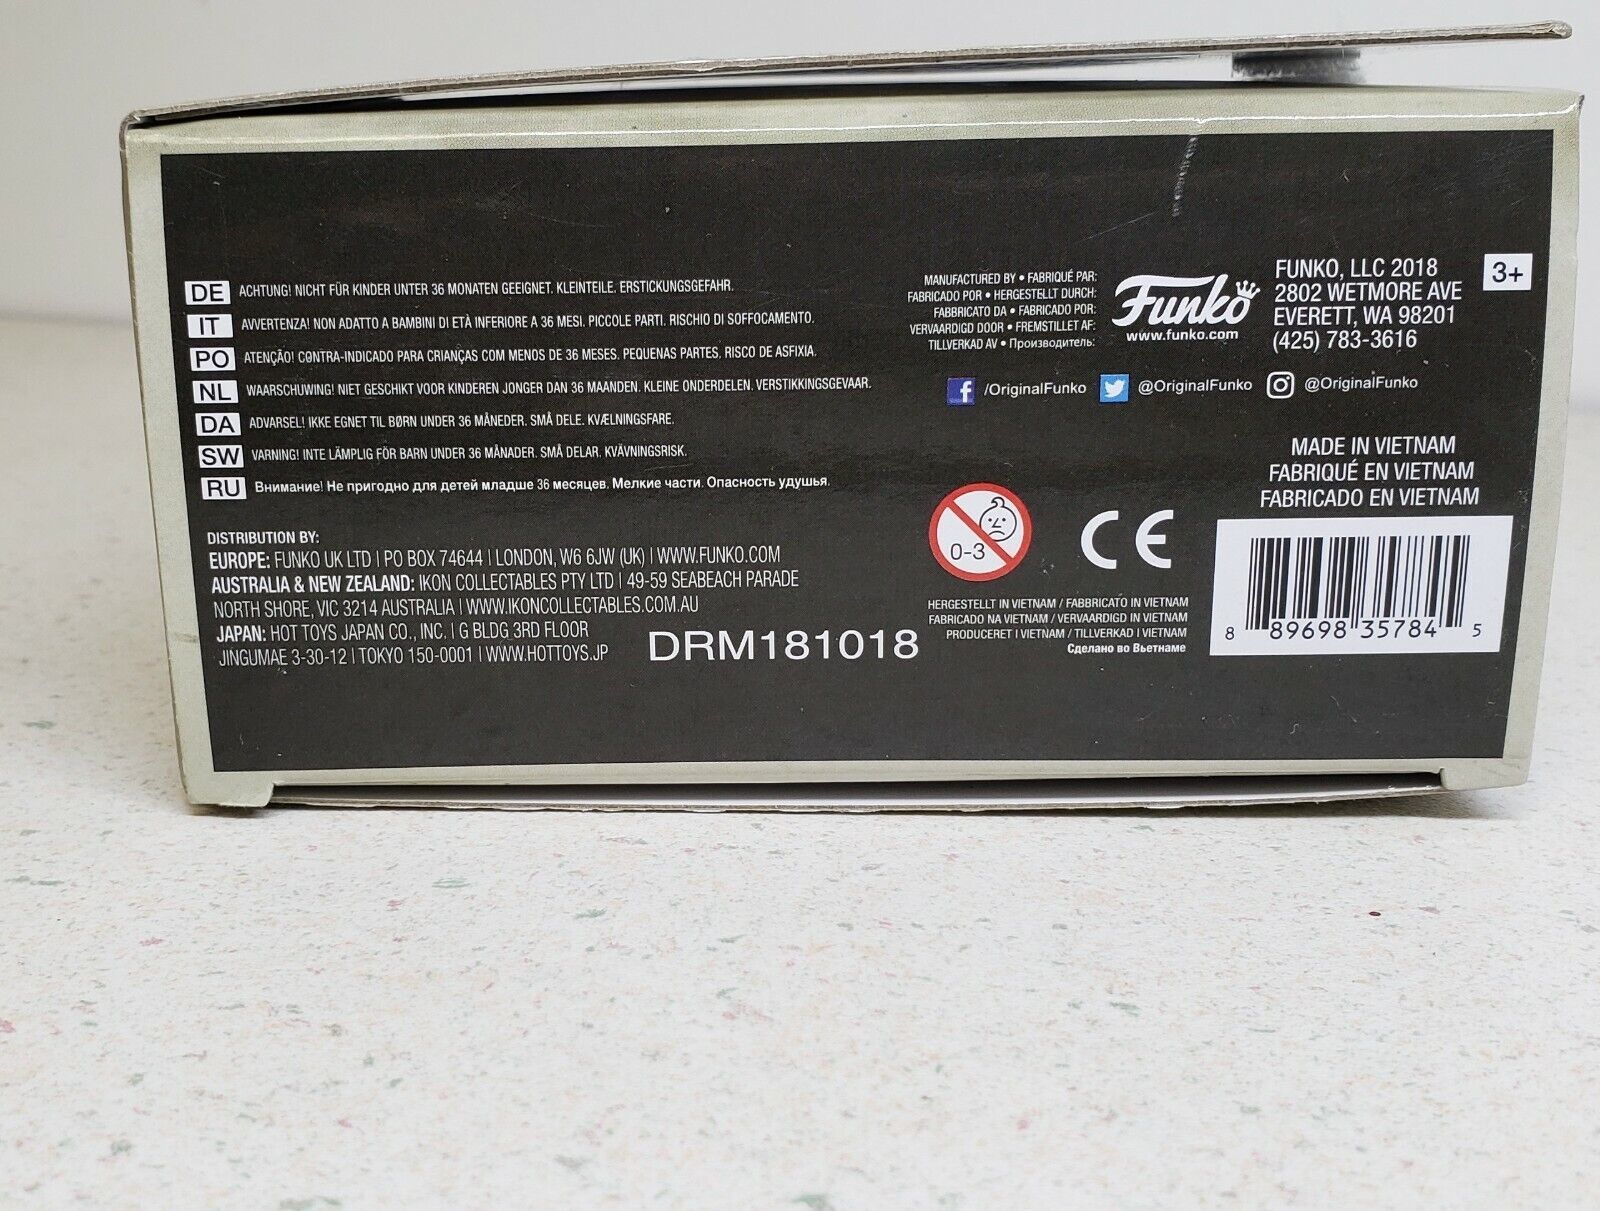 DE ACHTUNG! NICHT FÜR KINDER UNTER 36 MONATEN GEEIGNET. KLEINTEILE. ERSTICKUNGSGEFAHR.
IT AVVERTENZA! NON ADATTO A BAMBINI DI ETÀ INFERIORE A 36 MESI. PICCOLE PARTI. RISCHIO DI SOFFOCAMENTO.
PO ATENÇÃO! CONTRA-INDICADO PARA CRIANÇAS COM MENOS DE 36 MESES. PEQUENAS PARTES. RISCO DE ASFIXIA.
NL WAARSCHUWING! NIET GESCHIKT VOOR KINDEREN JONGER DAN 36 MAANDEN. KLEINE ONDERDELEN. VERSTIKKINGSGEVAAR.
DA ADVARSEL! IKKE EGNET TIL BØRN UNDER 36 MÅNEDER. SMÅ DELE. KVÆLNINGSFARE.
SW VARNING! INTE LÄMPLIG FÖR BARN UNDER 36 MÅNADER. SMÅ DELAR. KVÄVNINGSRISK.
RU Внимание! Не пригодно для детей младше 36 месяцев. Мелкие части. Опасность удушья.
DISTRIBUTION BY:
EUROPE: FUNKO UK LTD | PO BOX 74644 | LONDON, W6 6JW (UK) | WWW.FUNKO.COM
AUSTRALIA & NEW ZEALAND: IKON COLLECTABLES PTY LTD | 49-59 SEABEACH PARADE
NORTH SHORE, VIC 3214 AUSTRALIA | WWW.IKONCOLLECTABLES.COM.AU
JAPAN: HOT TOYS JAPAN CO., INC. | G BLDG 3RD FLOOR
JINGUMAE 3-30-12 | TOKYO 150-0001 | WWW.HOTTOYS.JP
DRM181018
MANUFACTURED BY • FABRIQUÉ PAR:
FABRICADO POR • HERGESTELLT DURCH:
FABBRICATO DA • FABRICADO POR:
VERVAARDIGD DOOR • FREMSTILLET AF:
TILLVERKAD AV • Производитель:
Funko
www.funko.com
FUNKO, LLC 2018
2802 WETMORE AVE
EVERETT, WA 98201
(425) 783-3616
3+
f /OriginalFunko @OriginalFunko @OriginalFunko
MADE IN VIETNAM
FABRIQUÉ EN VIETNAM
FABRICADO EN VIETNAM
0-3
CE
HERGESTELLT IN VIETNAM / FABBRICATO IN VIETNAM
FABRICADO NA VIETNAM / VERVAARDIGD IN VIETNAM
PRODUCERET I VIETNAM / TILLVERKAD I VIETNAM
Сделано во Вьетнаме
8 89698 35784 5